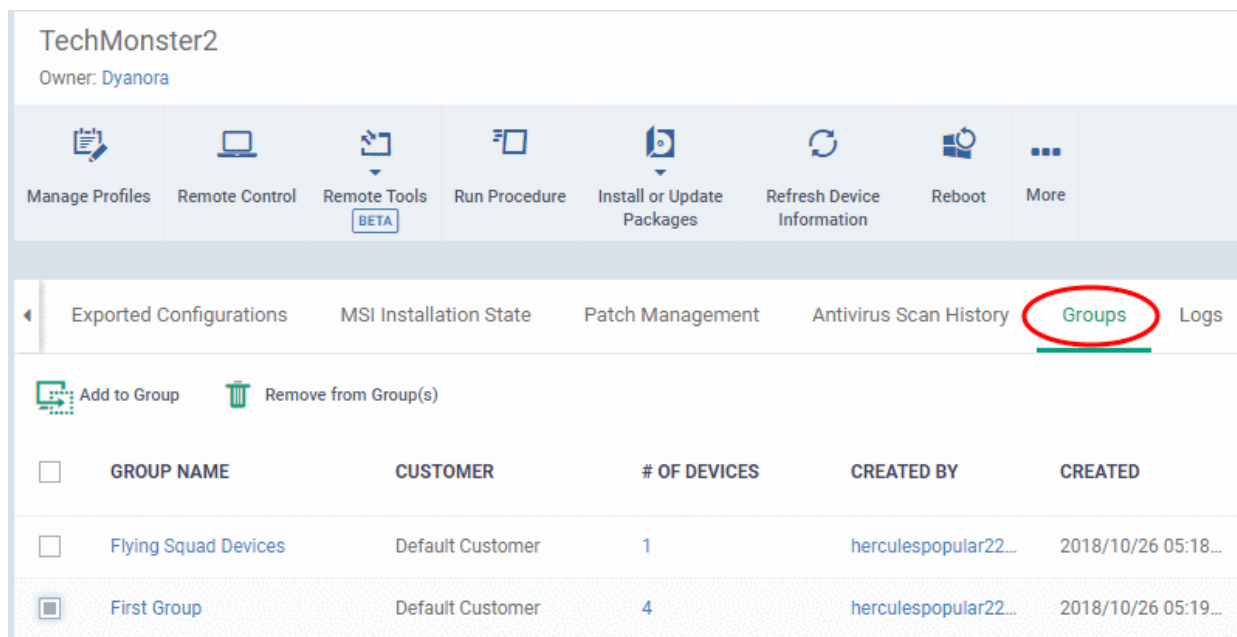 TechMonster2
Owner: Dyanora
Manage Profiles
Remote Control
Remote Tools
BETA
Run Procedure
Install or Update
Packages
Refresh Device
Information
Reboot
More
Exported Configurations
MSI Installation State
Patch Management
Antivirus Scan History
Groups
Logs
Add to Group
Remove from Group(s)
GROUP NAME CUSTOMER # OF DEVICES CREATED BY CREATED
Flying Squad Devices Default Customer 1 herculespopular22... 2018/10/26 05:18...
First Group Default Customer 4 herculespopular22... 2018/10/26 05:19...